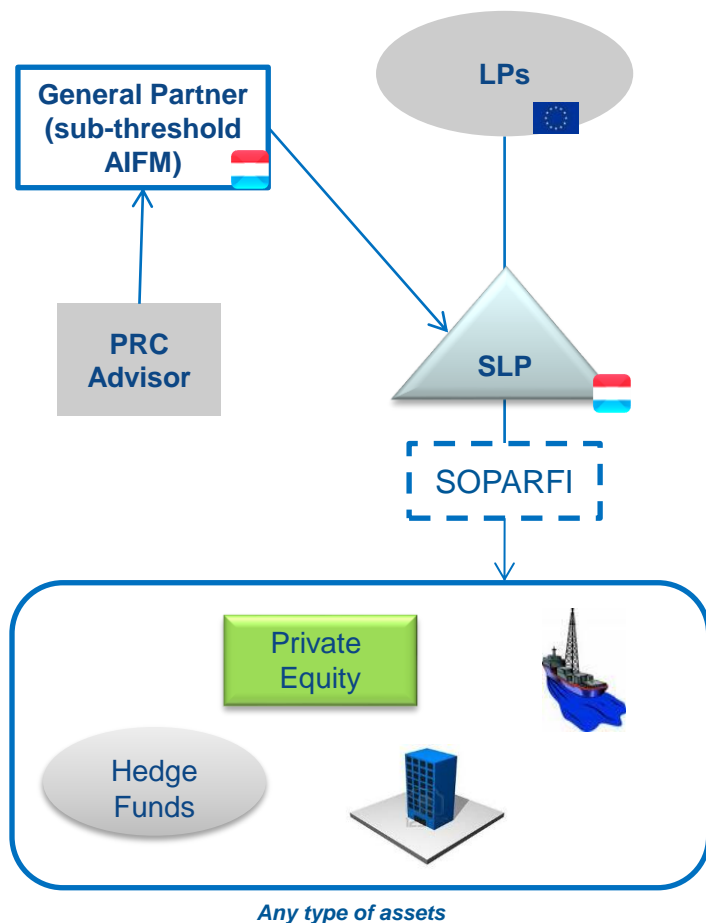 LPs
General Partner
(sub-threshold
AIFM)
PRC
Advisor
SLP
SOPARFI
Private
Equity
Hedge
Funds
Any type of assets